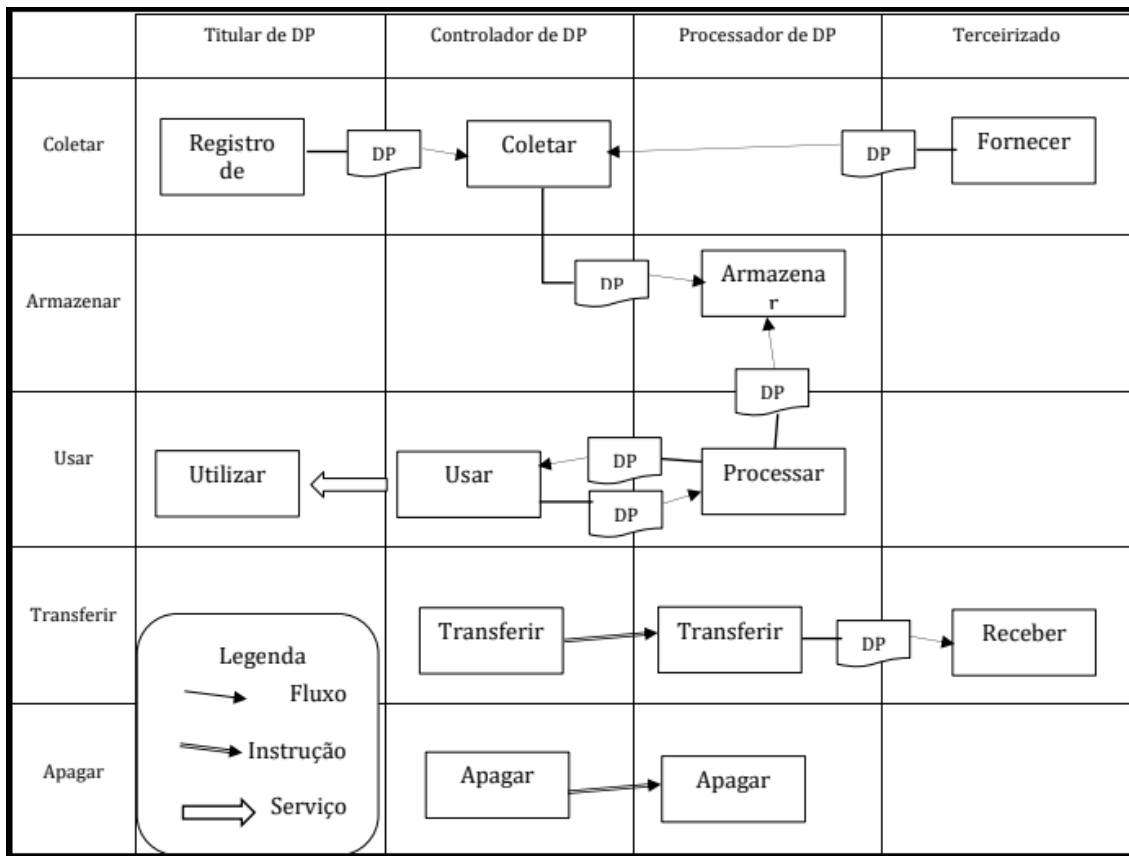 Titular de DP
Controlador de DP
Processador de DP
Terceirizado
Coletar
Registro
de
DP
Coletar
DP
Fornecer
Armazenar
DP
Armazena
r
DP
Usar
Utilizar
Usar
DP
DP
Processar
Transferir
Transferir
Transferir
DP
Receber
Legenda
Fluxo
Instrução
Serviço
Apagar
Apagar
Apagar